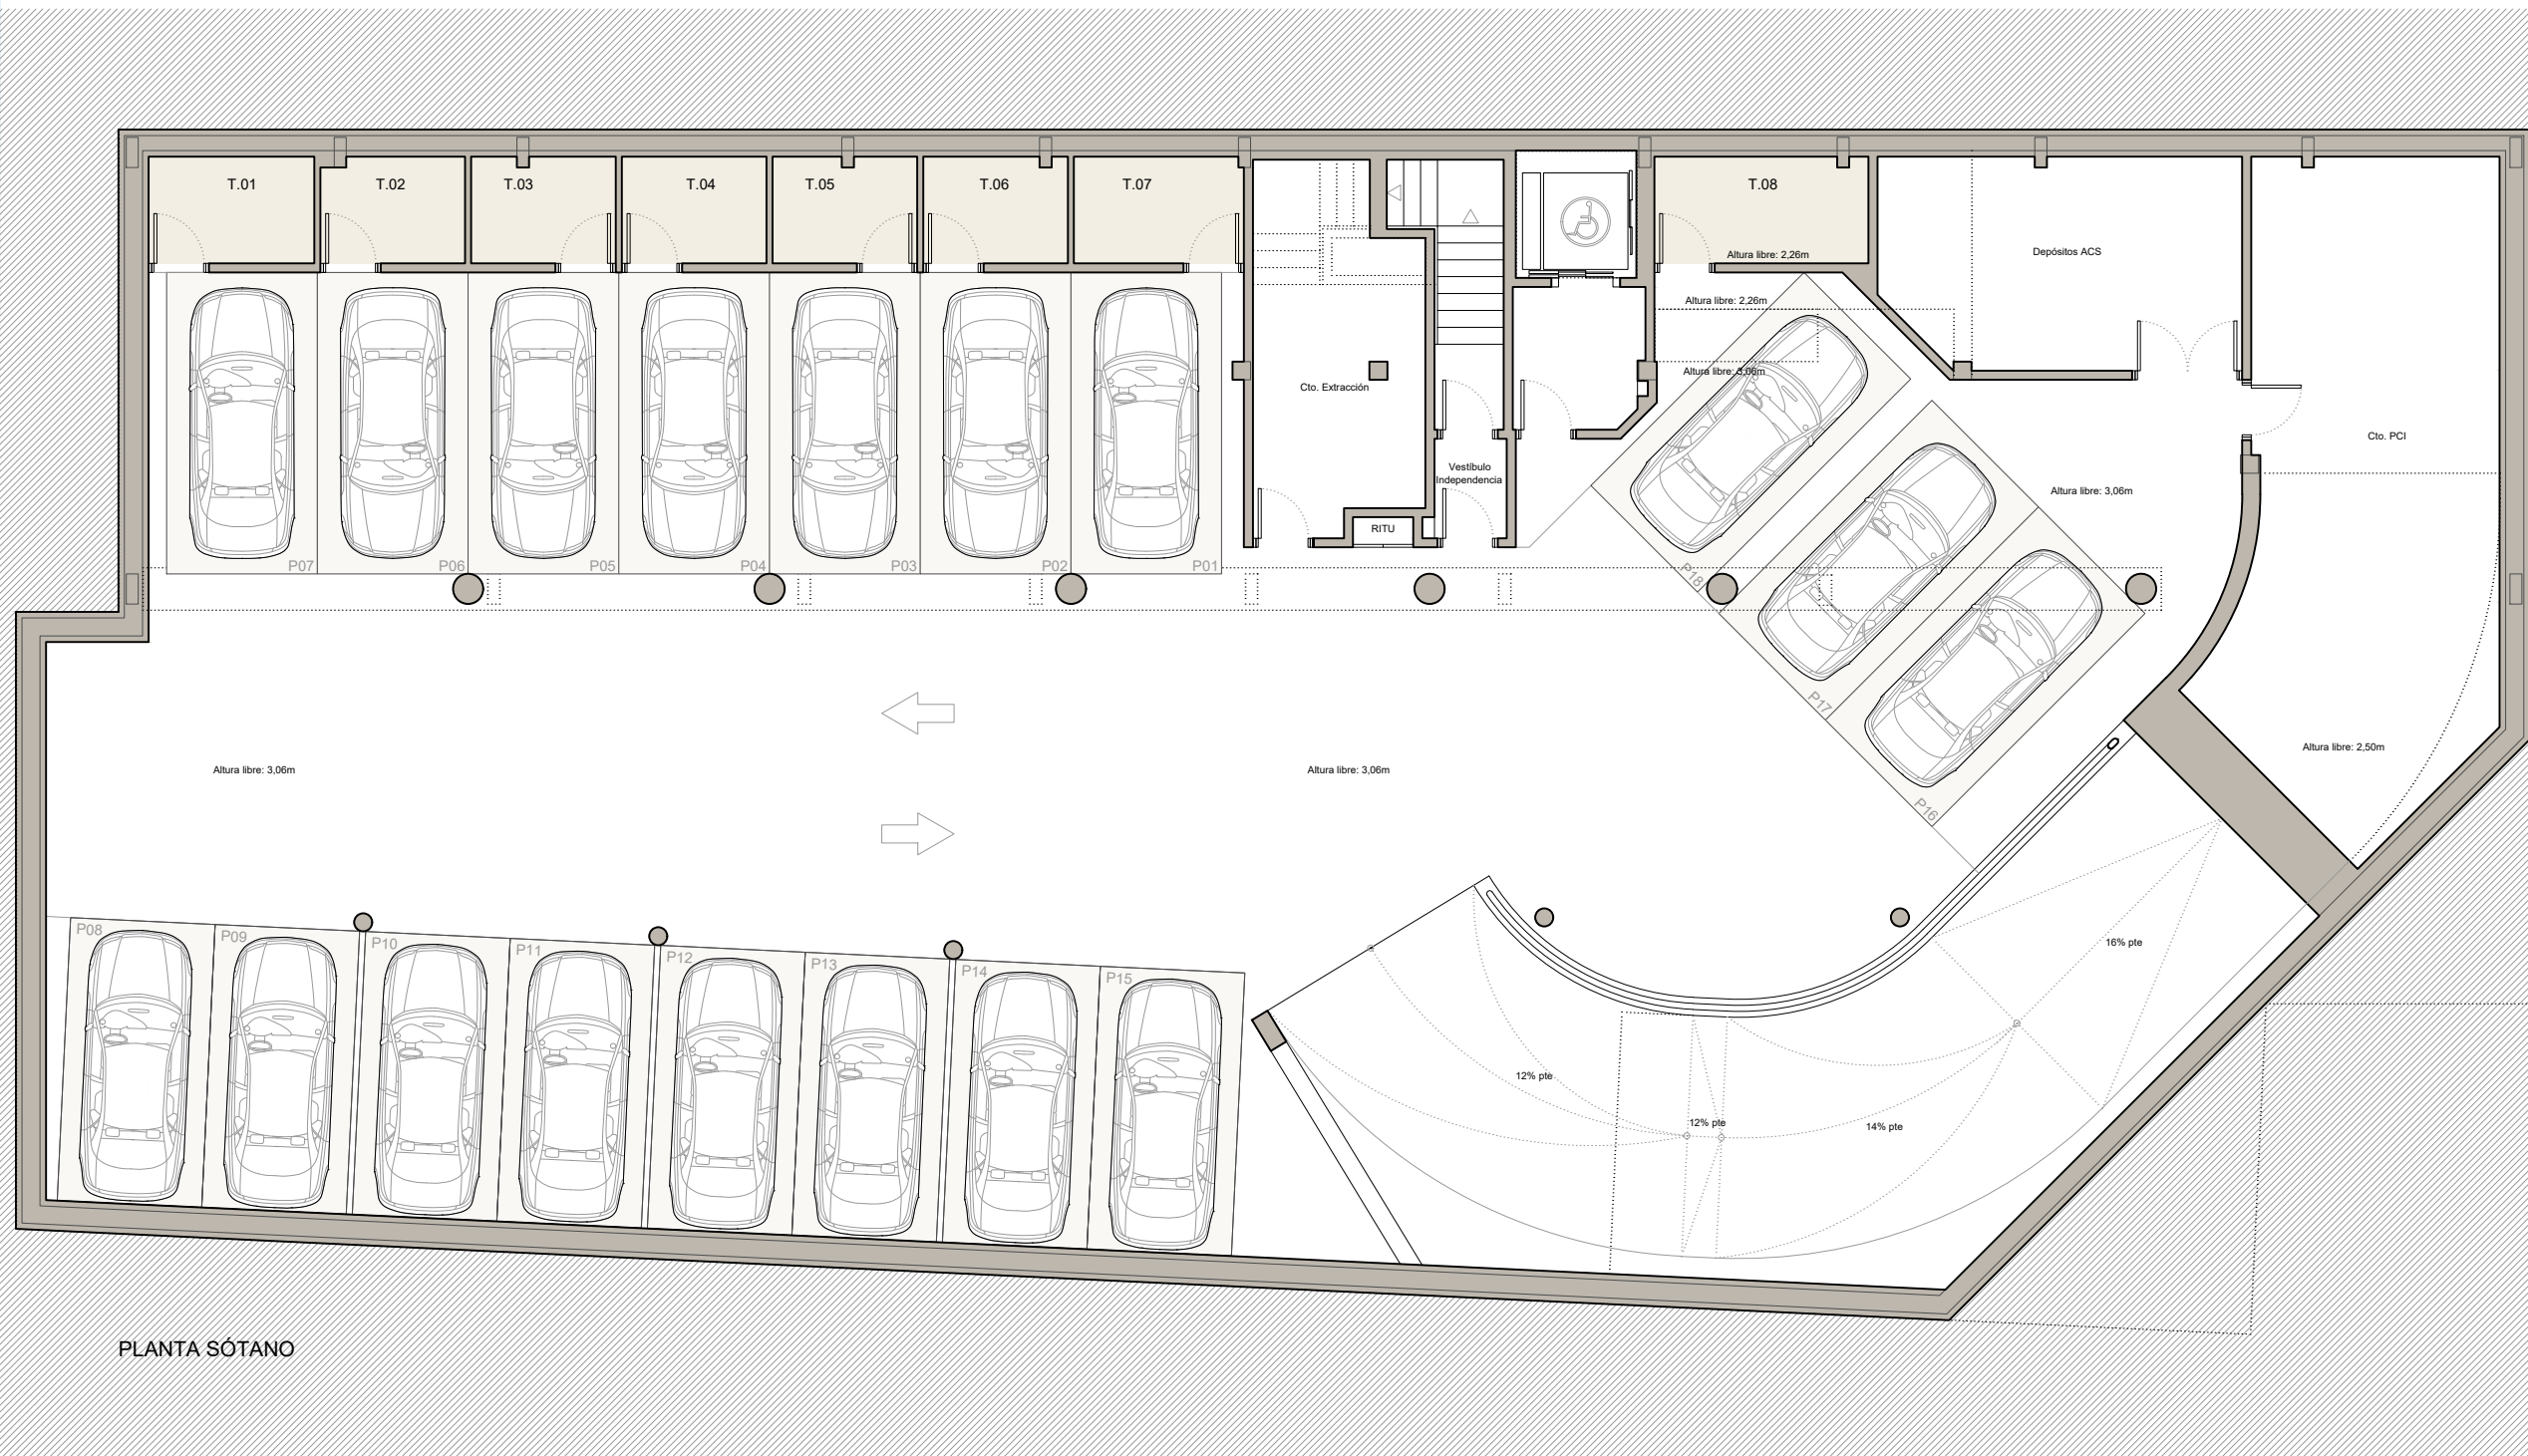 T.01
T.02
T.03
T.04
T.05
T.06
T.07
T.08
Altura libre: 2,26m
Depósitos ACS
Altura libre: 2,26m
Altura libre: 3,06m
Cto. Extracción
Cto. PCI
Vestíbulo
Independencia
Altura libre: 3,06m
RITU
P07
P06
P05
P04
P03
P02
P01
P18
P17
P16
Altura libre: 2,50m
Altura libre: 3,06m
Altura libre: 3,06m
P08
P09
P10
P11
P12
P13
P14
P15
16% pte
12% pte
12% pte
14% pte
PLANTA SÓTANO